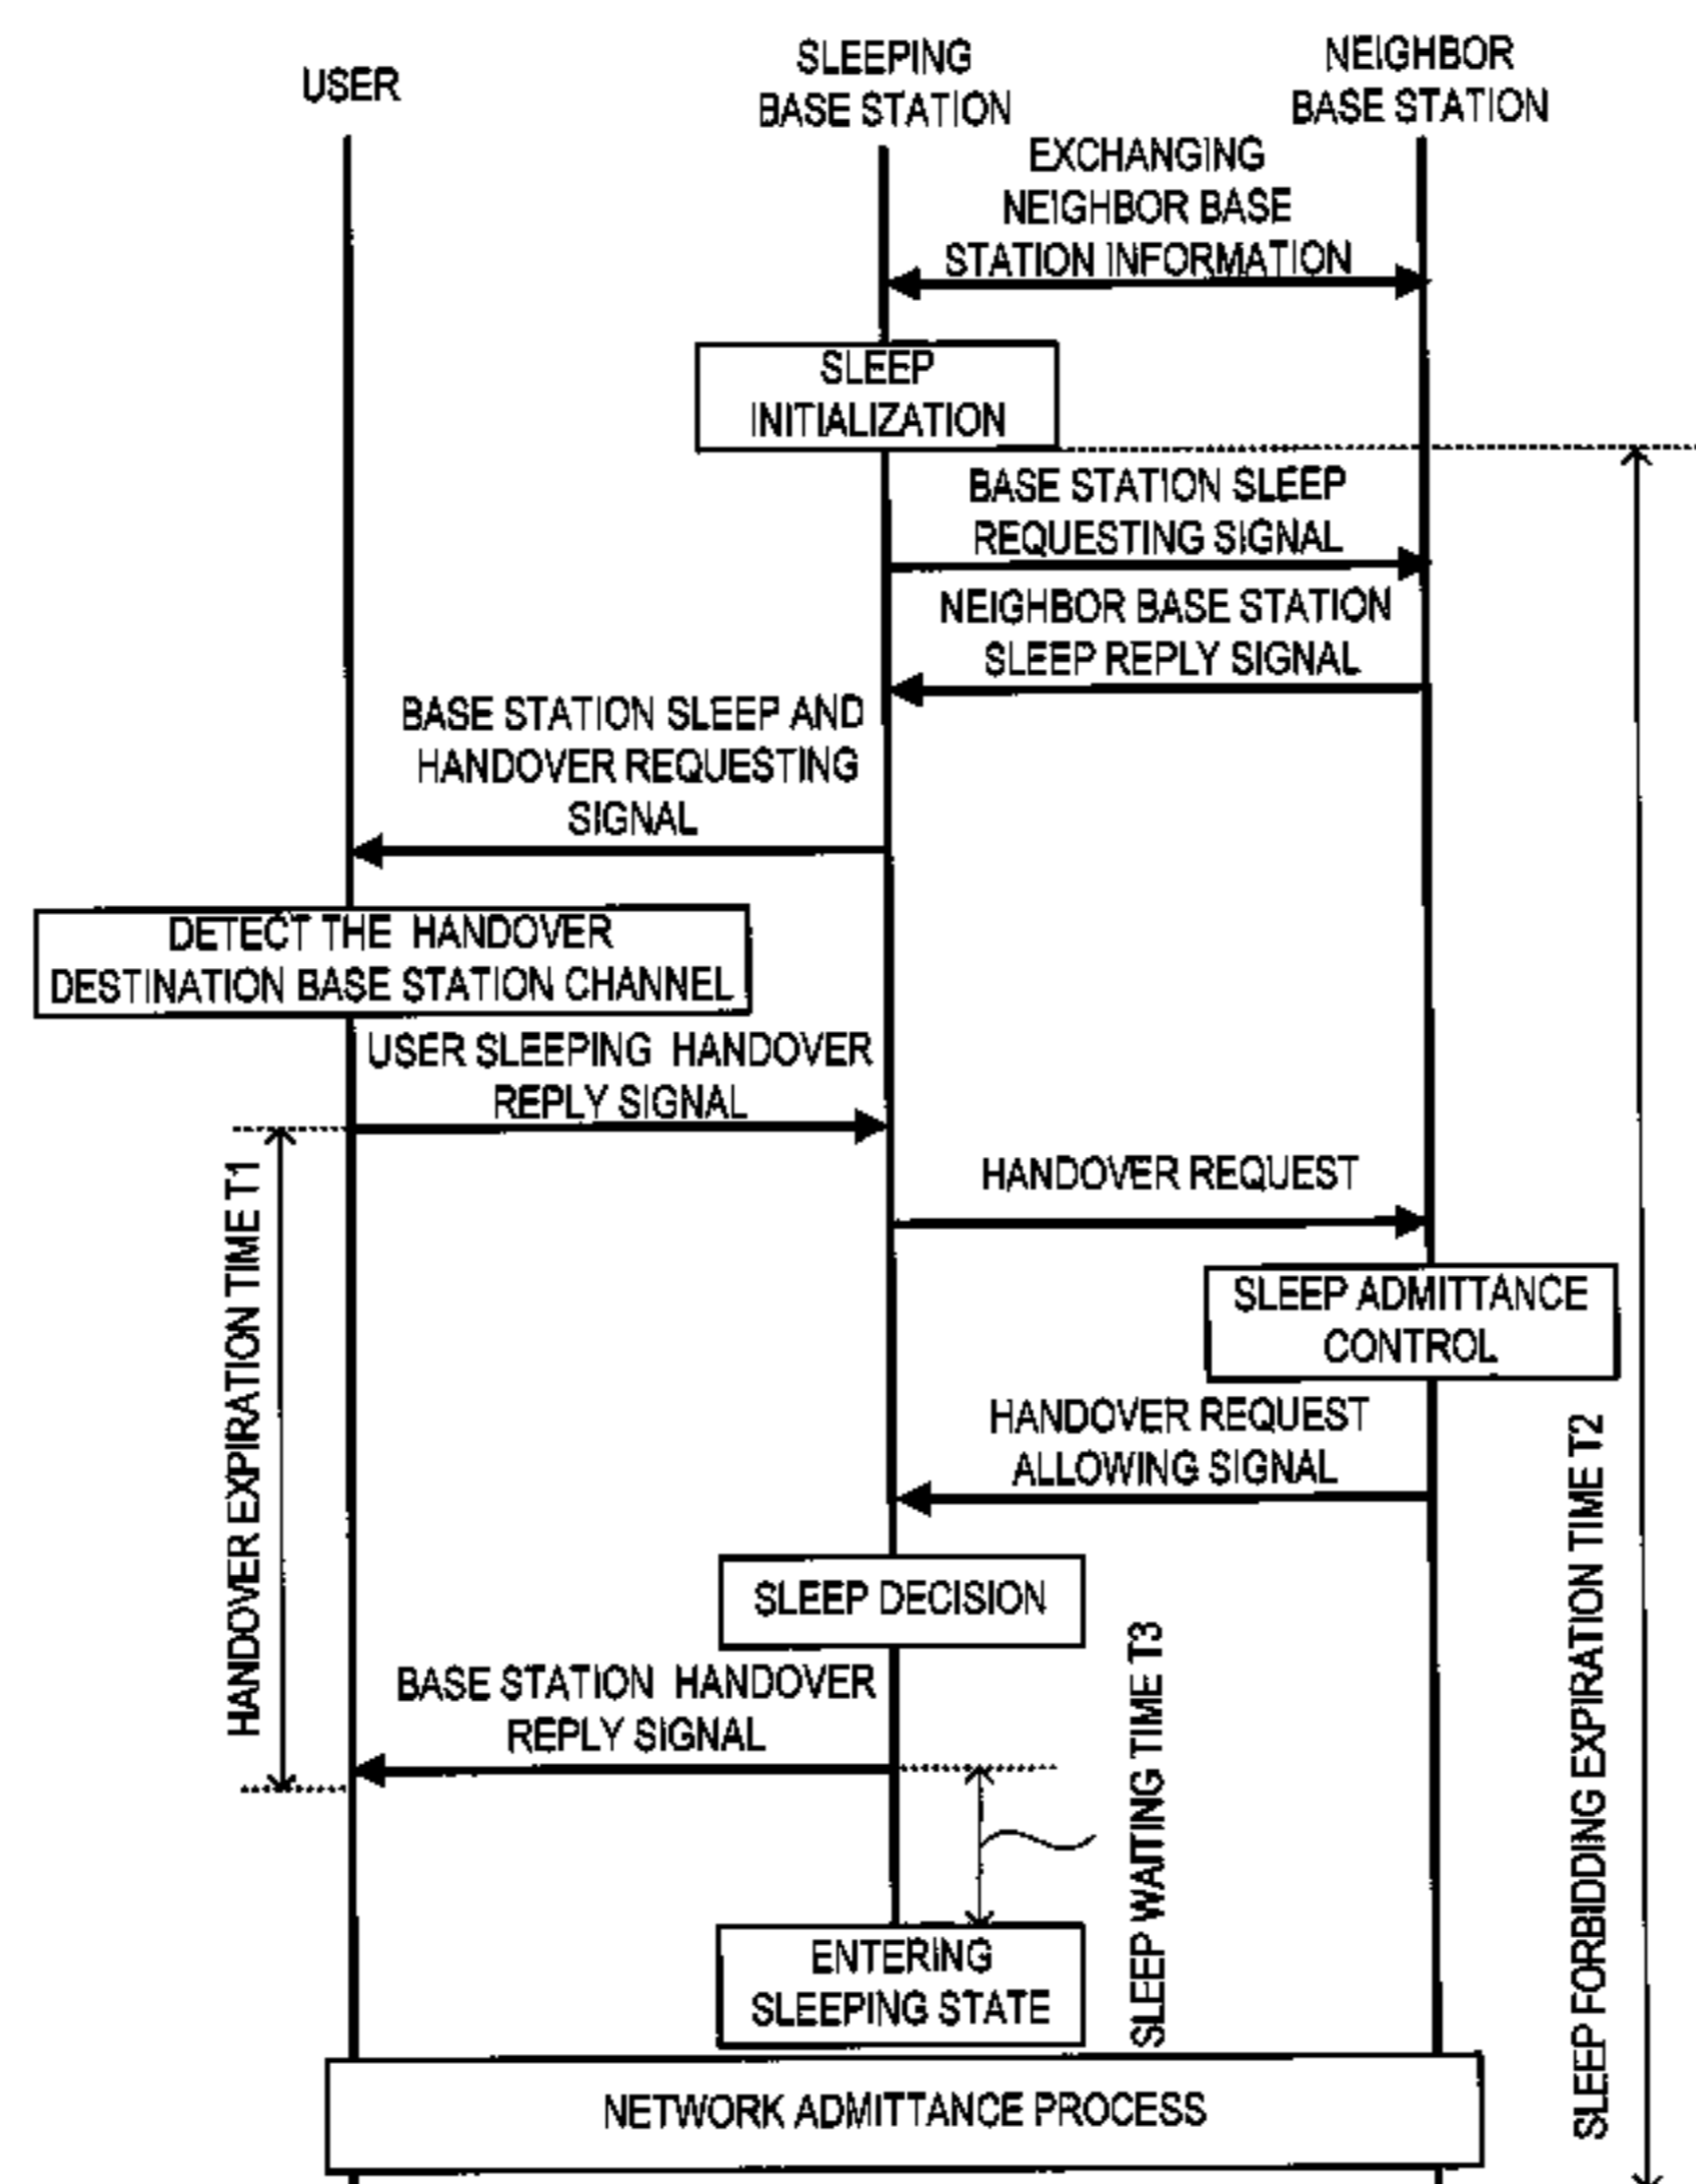 USER
SLEEPING
BASE STATION
NEIGHBOR
BASE STATION
EXCHANGING
NEIGHBOR BASE
STATION INFORMATION
SLEEP
INITIALIZATION
BASE STATION SLEEP
REQUESTING SIGNAL
NEIGHBOR BASE STATION
SLEEP REPLY SIGNAL
BASE STATION SLEEP AND
HANDOVER REQUESTING
SIGNAL
DETECT THE HANDOVER
DESTINATION BASE STATION CHANNEL
USER SLEEPING HANDOVER
REPLY SIGNAL
HANDOVER EXPIRATION TIME T1
HANDOVER REQUEST
SLEEP ADMITTANCE
CONTROL
HANDOVER REQUEST
ALLOWING SIGNAL
SLEEP DECISION
BASE STATION HANDOVER
REPLY SIGNAL
SLEEP WAITING TIME T3
SLEEP FORBIDDING EXPIRATION TIME T2
ENTERING
SLEEPING STATE
NETWORK ADMITTANCE PROCESS